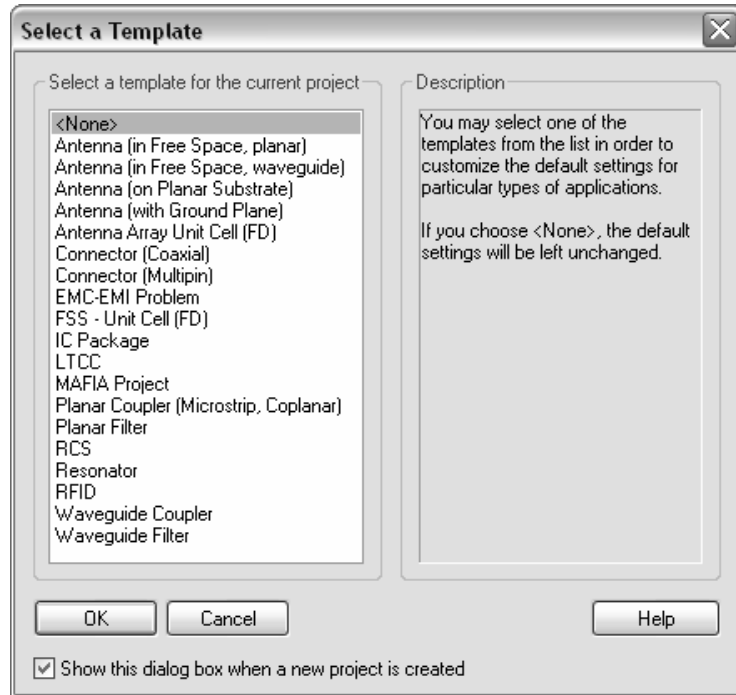 Select a Template
Select a template for the current project
<None>
Antenna (in Free Space, planar)
Antenna (in Free Space, waveguide)
Antenna (on Planar Substrate)
Antenna (with Ground Plane)
Antenna Array Unit Cell (FD)
Connector (Coaxial)
Connector (Multipin)
EMC-EMI Problem
FSS - Unit Cell (FD)
IC Package
LTCC
MAFIA Project
Planar Coupler (Microstrip, Coplanar)
Planar Filter
RCS
Resonator
RFID
Waveguide Coupler
Waveguide Filter
Description
You may select one of the
templates from the list in order to
customize the default settings for
particular types of applications.
If you choose <None>, the default
settings will be left unchanged.
OK
Cancel
Help
Show this dialog box when a new project is created